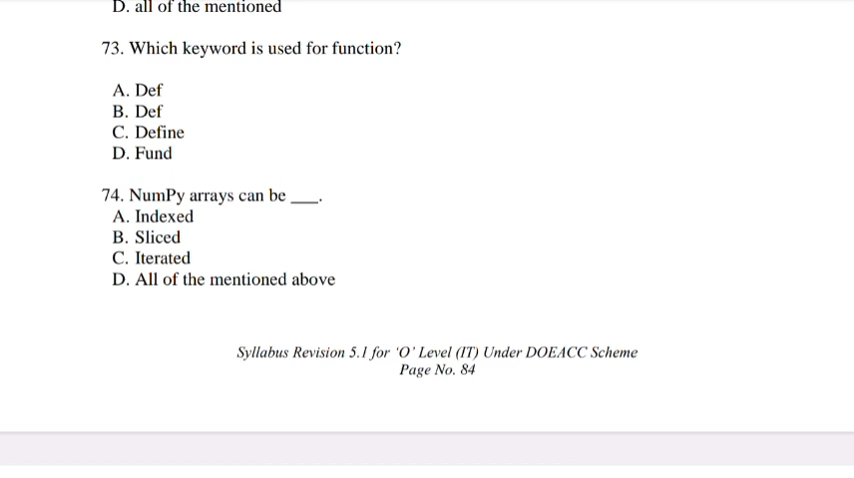 D. all of the mentioned
73. Which keyword is used for function?
A. Def
B. Def
C. Define
D. Fund
74. NumPy arrays can be ___.
A. Indexed
B. Sliced
C. Iterated
D. All of the mentioned above
Syllabus Revision 5.1 for 'O' Level (IT) Under DOEACC Scheme
Page No. 84